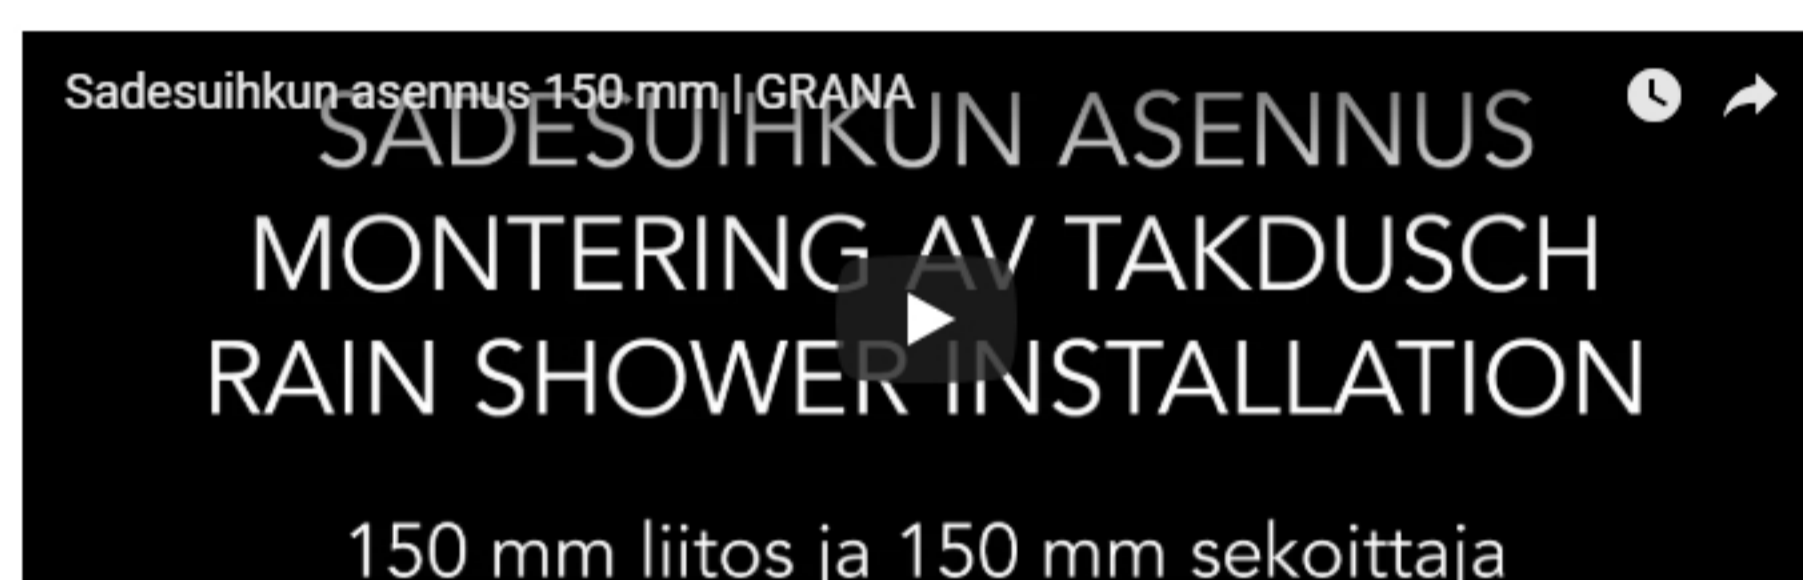 Sadesuihkun asennus 150 mm | GRANA
SADESUIHKUN ASENNUS
MONTERING AV TAKDUSCH
RAIN SHOWER INSTALLATION
150 mm liitos ja 150 mm sekoittaja